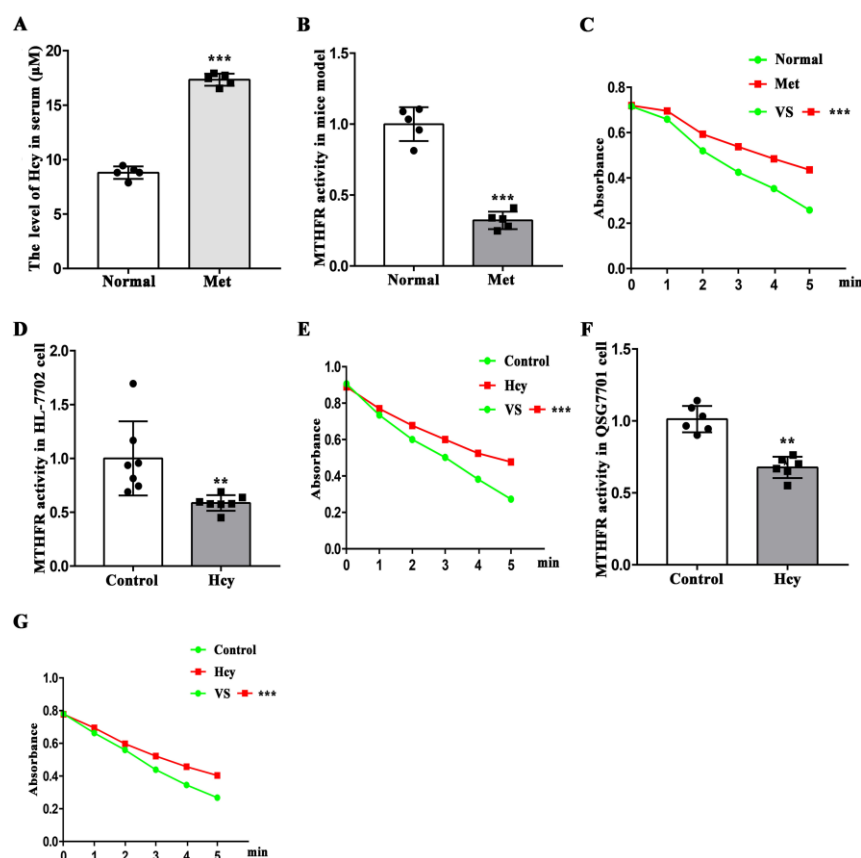 A
The level of Hcy in serum (μM)
20
15
10
5
0
***
Normal
Met
B
MTHFR activity in mice model
1.5
1.0
0.5
0.0
***
Normal
Met
C
Normal
Met
VS ***
Absorbance
0.8
0.6
0.4
0.2
0.0
0 1 2 3 4 5 min
D
MTHFR activity in HL-7702 cell
2.0
1.5
1.0
0.5
0.0
**
Control
Hcy
E
Control
Hcy
VS ***
Absorbance
1.0
0.8
0.6
0.4
0.2
0.0
0 1 2 3 4 5 min
F
MTHFR activity in QSG7701 cell
1.5
1.0
0.5
0.0
**
Control
Hcy
G
Control
Hcy
VS ***
Absorbance
1.0
0.8
0.6
0.4
0.2
0.0
0 1 2 3 4 5 min